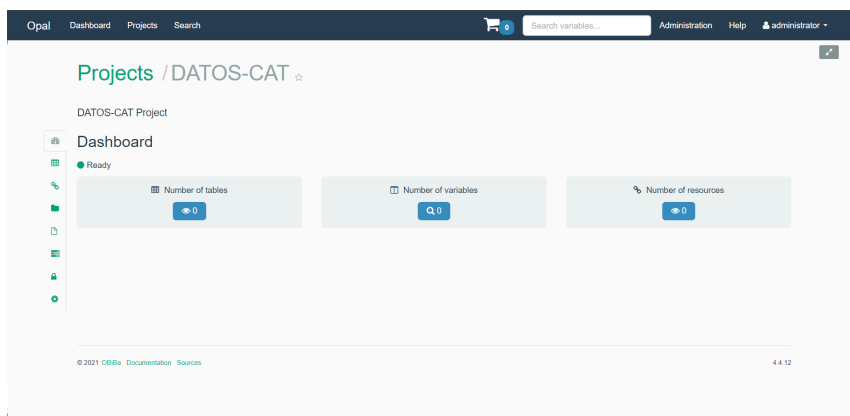 Opal Dashboard Projects Search 0 Search variables... Administration Help administrator
Projects / DATOS-CAT
DATOS-CAT Project
Dashboard
Ready
Number of tables
0
Number of variables
0
Number of resources
0
© 2021 OBiBa Documentation Sources 4.4.12